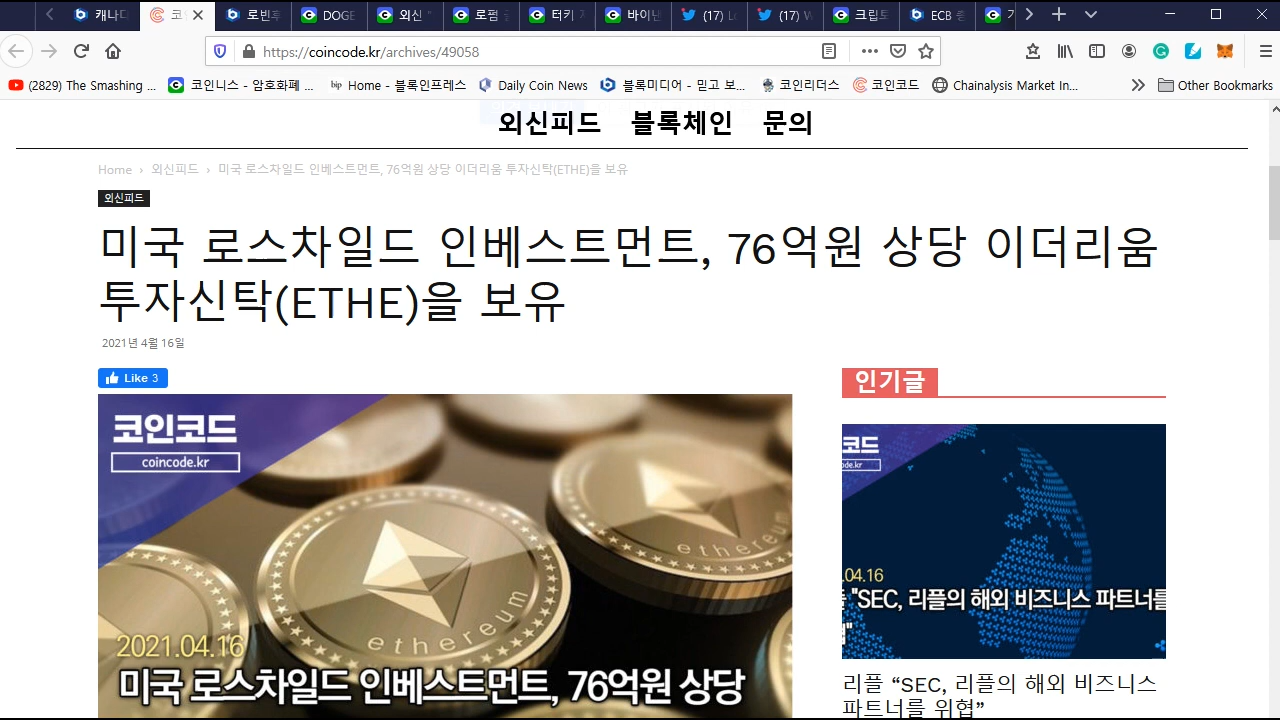 캐나다
코
로빈후
DOGE
외신 "
로펌
터키
바이낸
(17) L
(17) W
크립토
ECB
https://coincode.kr/archives/49058
(2829) The Smashing ...
코인니스 - 암호화폐 ...
bip Home - 블록인프레스
Daily Coin News
블록미디어 - 믿고 보...
코인리더스
코인코드
Chainalysis Market In...
Other Bookmarks
외신피드 블록체인 문의
Home › 외신피드 › 미국 로스차일드 인베스트먼트, 76억원 상당 이더리움 투자신탁(ETHE)을 보유
외신피드
미국 로스차일드 인베스트먼트, 76억원 상당 이더리움
투자신탁(ETHE)을 보유
2021년 4월 16일
Like 3
코인코드
coincode.kr
ethereum
ethereum
2021.04.16
미국 로스차일드 인베스트먼트, 76억원 상당
인기글
코드
ode.kr
.04.16
"SEC, 리플의 해외 비즈니스 파트너를
리플 “SEC, 리플의 해외 비즈니스
파트너를 위협”